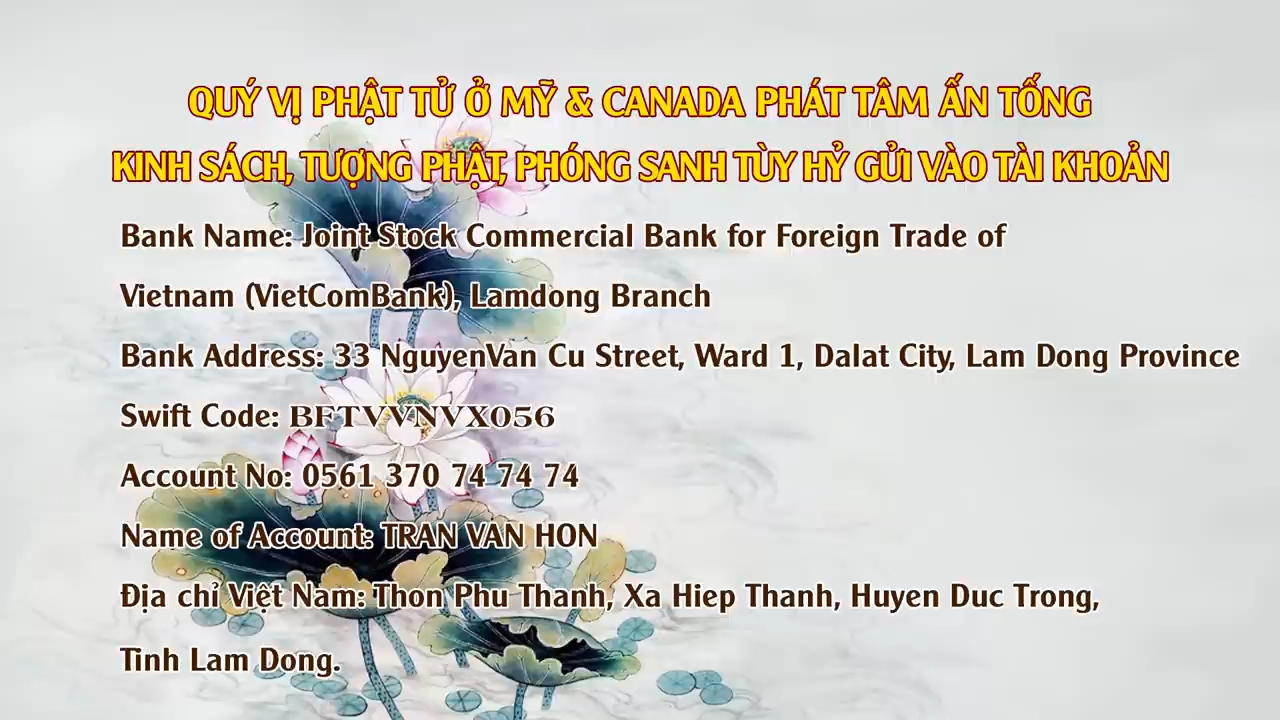 QUÝ VỊ PHẬT TỬ Ở MỸ & CANADA PHÁT TÂM ẤN TỐNG
KINH SÁCH, TƯỢNG PHẬT, PHÓNG SANH TÙY HỶ GỬI VÀO TÀI KHOẢN
Bank Name: Joint Stock Commercial Bank for Foreign Trade of
Vietnam (VietComBank), Lamdong Branch
Bank Address: 33 NguyenVan Cu Street, Ward 1, Dalat City, Lam Dong Province
Swift Code: BFTVVNVX056
Account No: 0561 370 74 74 74
Name of Account: TRAN VAN HON
Địa chỉ Việt Nam: Thon Phu Thanh, Xa Hiep Thanh, Huyen Duc Trong,
Tinh Lam Dong.